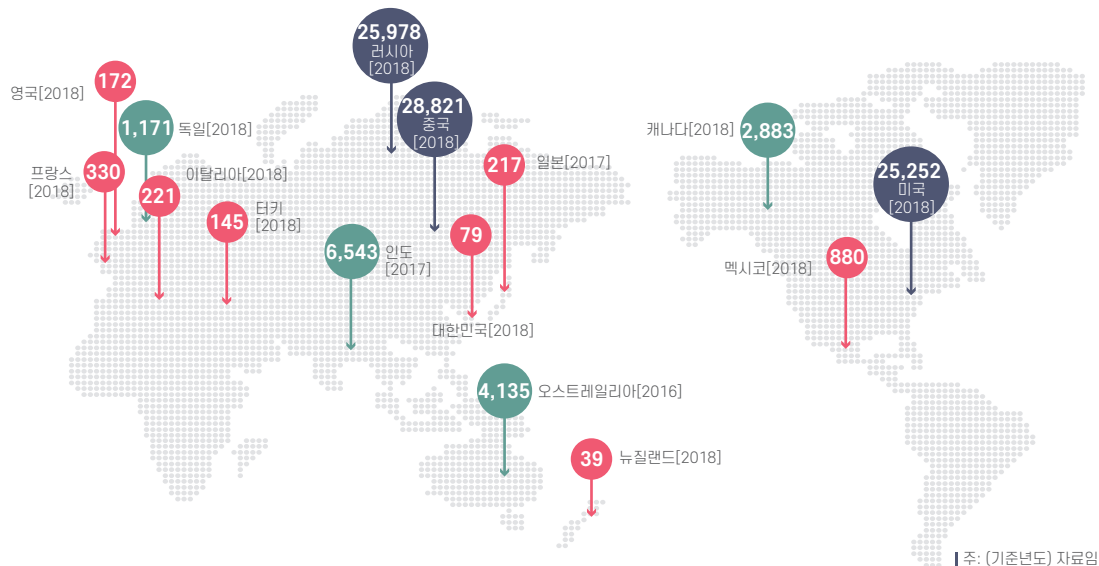 25,978
러시아
[2018]
영국[2018]
172
28,821
중국
[2018]
1,171
독일[2018]
캐나다[2018]
2,883
프랑스
[2018]
330
이탈리아[2018]
221
217
일본[2017]
25,252
미국
[2018]
145
터키
[2018]
6,543
인도
[2017]
79
대한민국[2018]
멕시코[2018]
880
4,135
오스트레일리아[2016]
39
뉴질랜드[2018]
주: (기준년도) 자료임